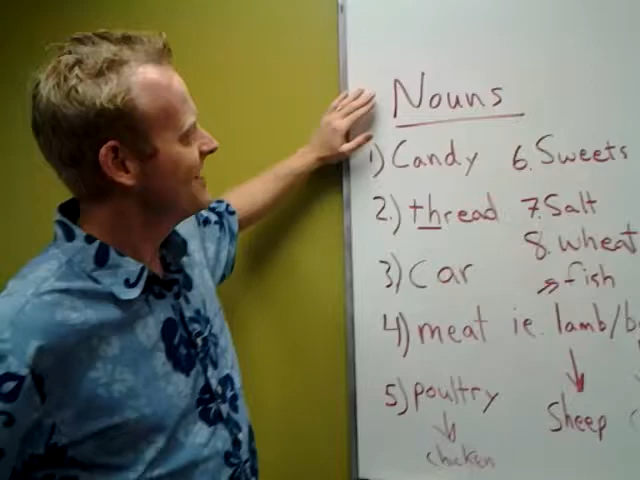 Nouns
1) Candy 6. Sweets
2.) thread 7. Salt
8. wheat
3) Car fish
4) meat ie. lamb/
5) poultry Sheep
chicken